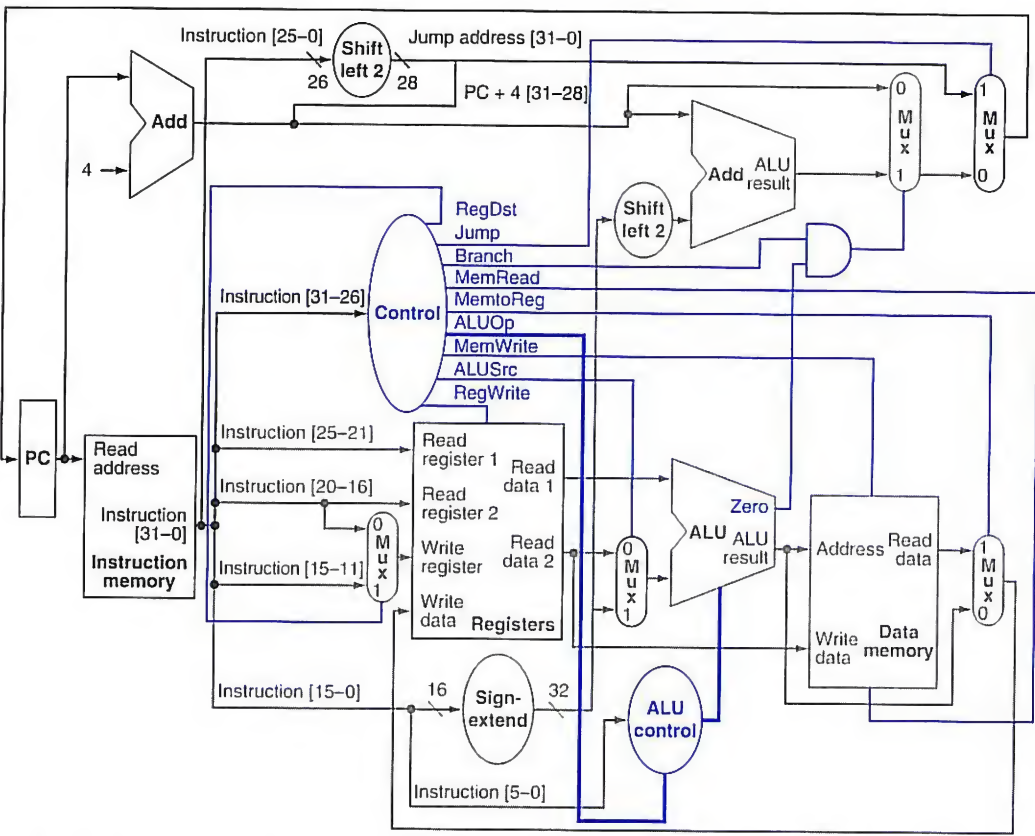 Instruction [25–0]
Shift
left 2
Jump address [31–0]
26
28
PC + 4 [31–28]
Add
4
0
M
u
x
1
1
M
u
x
0
Add
ALU
result
Shift
left 2
RegDst
Jump
Branch
MemRead
MemtoReg
ALUOp
MemWrite
ALUSrc
RegWrite
Instruction [31–26]
Control
PC
Read
address
Instruction
[31–0]
Instruction
memory
Instruction [25–21]
Instruction [20–16]
Instruction [15–11]
0
M
u
x
1
Read
register 1
Read
register 2
Write
register
Write
data
Read
data 1
Read
data 2
Registers
0
M
u
x
1
Zero
ALU
ALU
result
Address
Read
data
Write
data
Data
memory
1
M
u
x
0
Instruction [15–0]
16
Sign-
extend
32
ALU
control
Instruction [5–0]